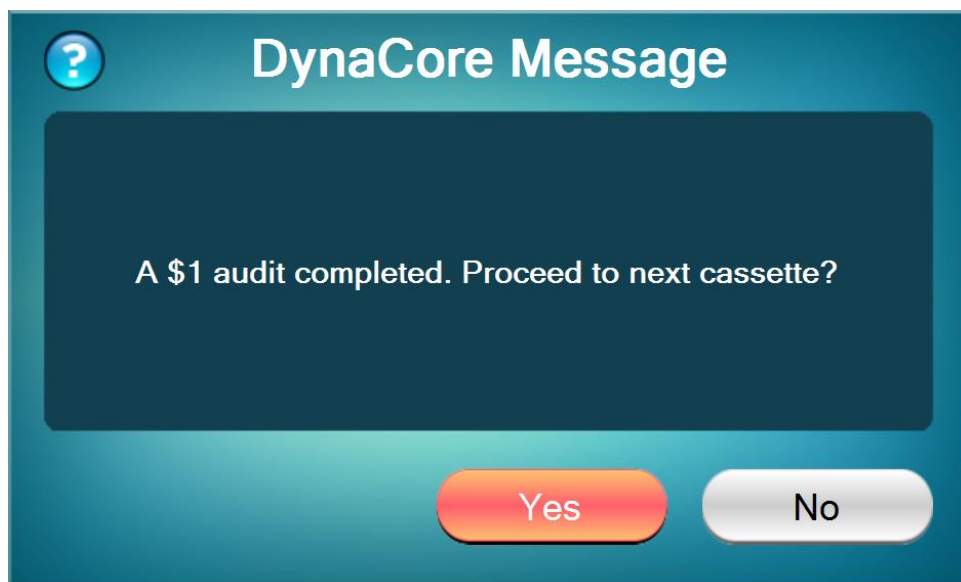 ?
DynaCore Message
A $1 audit completed. Proceed to next cassette?
Yes
No